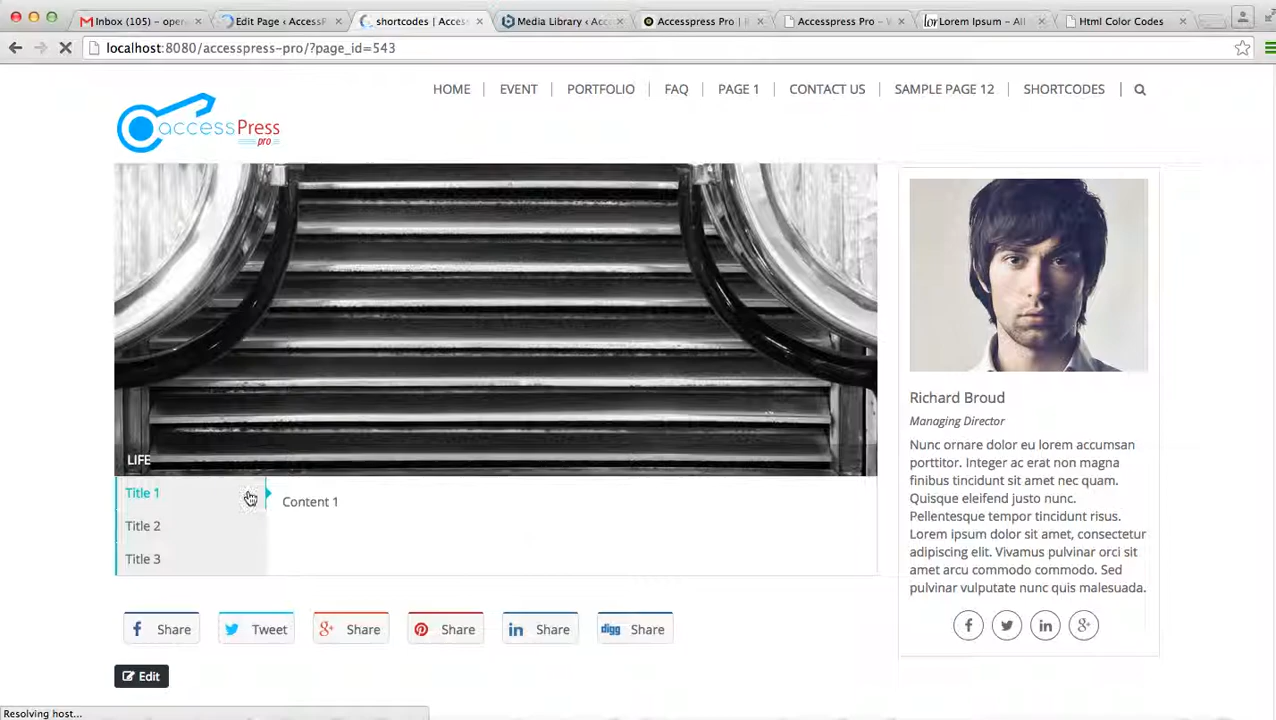 Inbox (105) – oper
Edit Page ‹ AccessP
shortcodes | Access
Media Library ‹ Acc
Accesspress Pro |
Accesspress Pro –
Lorem Ipsum – All
Html Color Codes
localhost:8080/accesspress-pro/?page_id=543
HOME
EVENT
PORTFOLIO
FAQ
PAGE 1
CONTACT US
SAMPLE PAGE 12
SHORTCODES
accessPress
pro
LIFE
Title 1
Content 1
Title 2
Title 3
Richard Broud
Managing Director
Nunc ornare dolor eu lorem accumsan
porttitor. Integer ac erat non magna
finibus tincidunt sit amet nec quam.
Quisque eleifend justo nunc.
Pellentesque tempor tincidunt risus.
Lorem ipsum dolor sit amet, consectetur
adipiscing elit. Vivamus pulvinar orci sit
amet arcu commodo commodo. Sed
pulvinar vulputate nunc quis malesuada.
Share
Tweet
Share
Share
Share
digg Share
Edit
Resolving host...